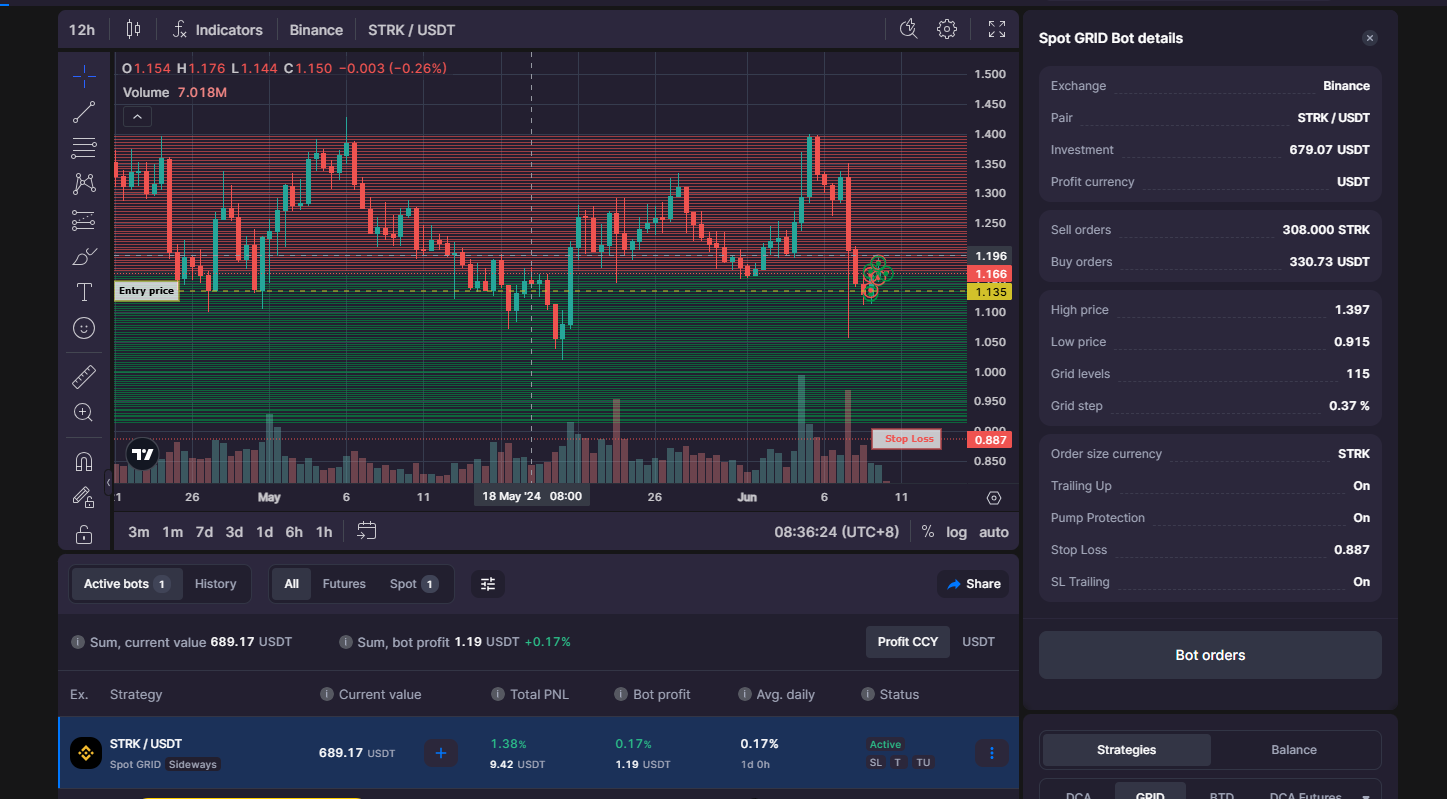 12h Indicators Binance STRK / USDT
O1.154 H1.176 L1.144 C1.150 −0.003 (−0.26%)
Volume 7.018M
1.500
1.450
1.400
1.350
1.300
1.250
1.196
1.166
Entry price
1.135
1.100
1.050
1.000
0.950
0.900
Stop Loss 0.887
0.850
26 May 6 11 18 May '24 08:00 26 Jun 6 11
3m 1m 7d 3d 1d 6h 1h 08:36:24 (UTC+8) % log auto
Active bots 1 History All Futures Spot 1 Share
Sum, current value 689.17 USDT Sum, bot profit 1.19 USDT +0.17% Profit CCY USDT
Ex. Strategy Current value Total PNL Bot profit Avg. daily Status
STRK / USDT 1.38% 0.17% 0.17% Active
689.17 USDT
Spot GRID Sideways 9.42 USDT 1.19 USDT 1d 0h SL T TU
Spot GRID Bot details
Exchange Binance
Pair STRK / USDT
Investment 679.07 USDT
Profit currency USDT
Sell orders 308.000 STRK
Buy orders 330.73 USDT
High price 1.397
Low price 0.915
Grid levels 115
Grid step 0.37 %
Order size currency STRK
Trailing Up On
Pump Protection On
Stop Loss 0.887
SL Trailing On
Bot orders
Strategies Balance
DCA GRID BTD DCA Futures